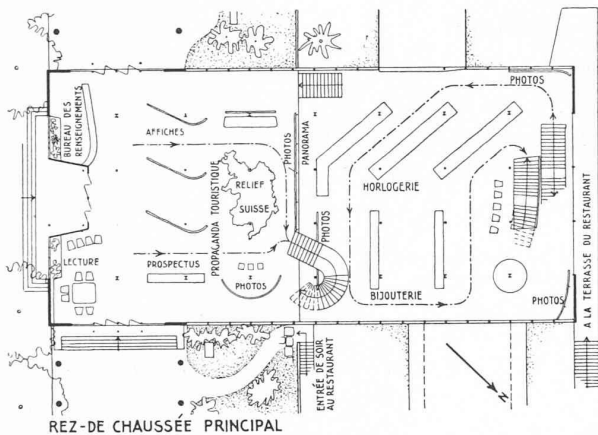 PHOTOS
BUREAU DES
RENSEIGNEMENTS
AFFICHES
PHOTOS
PANORAMA
PROPAGANDA TOURISTIQUE
RELIEF
SUISSE
HORLOGERIE
PHOTOS
LECTURE
PROSPECTUS
PHOTOS
BIJOUTERIE
PHOTOS
A LA TERRASSE DU RESTAURANT
ENTRÉE DE SOIR
AU RESTAURANT
N
REZ-DE CHAUSSÉE PRINCIPAL